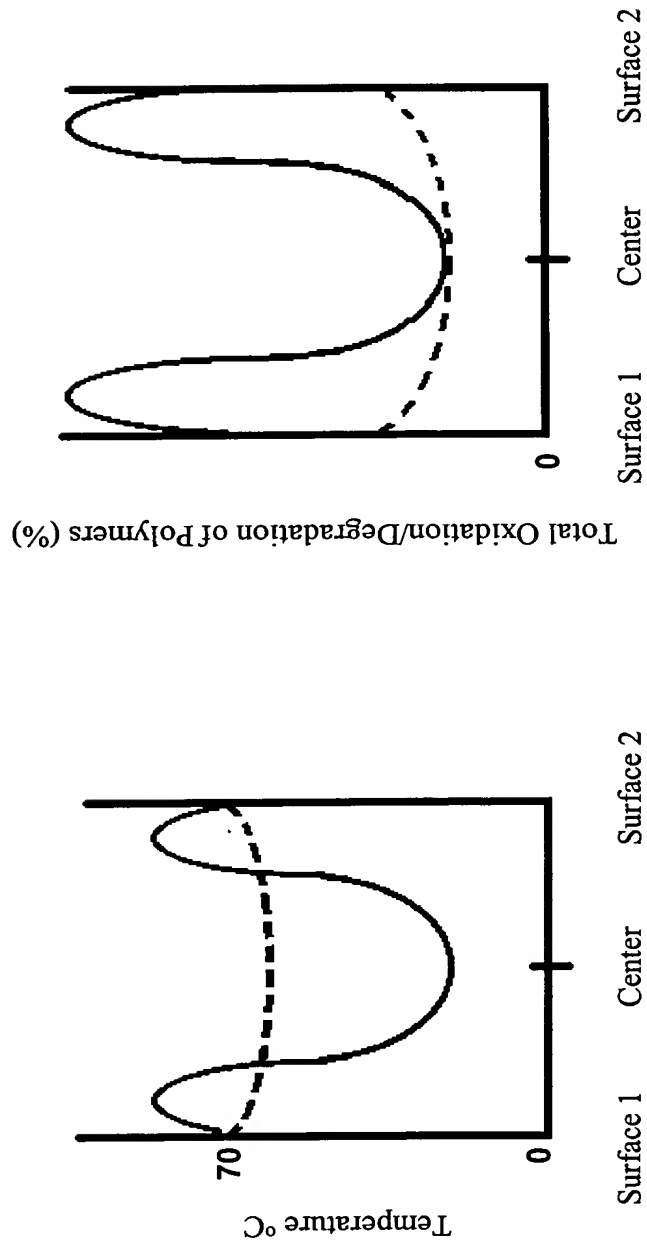 Temperature °C
70
0
Surface 1 Center Surface 2
Total Oxidation/Degradation of Polymers (%)
0
Surface 1 Center Surface 2